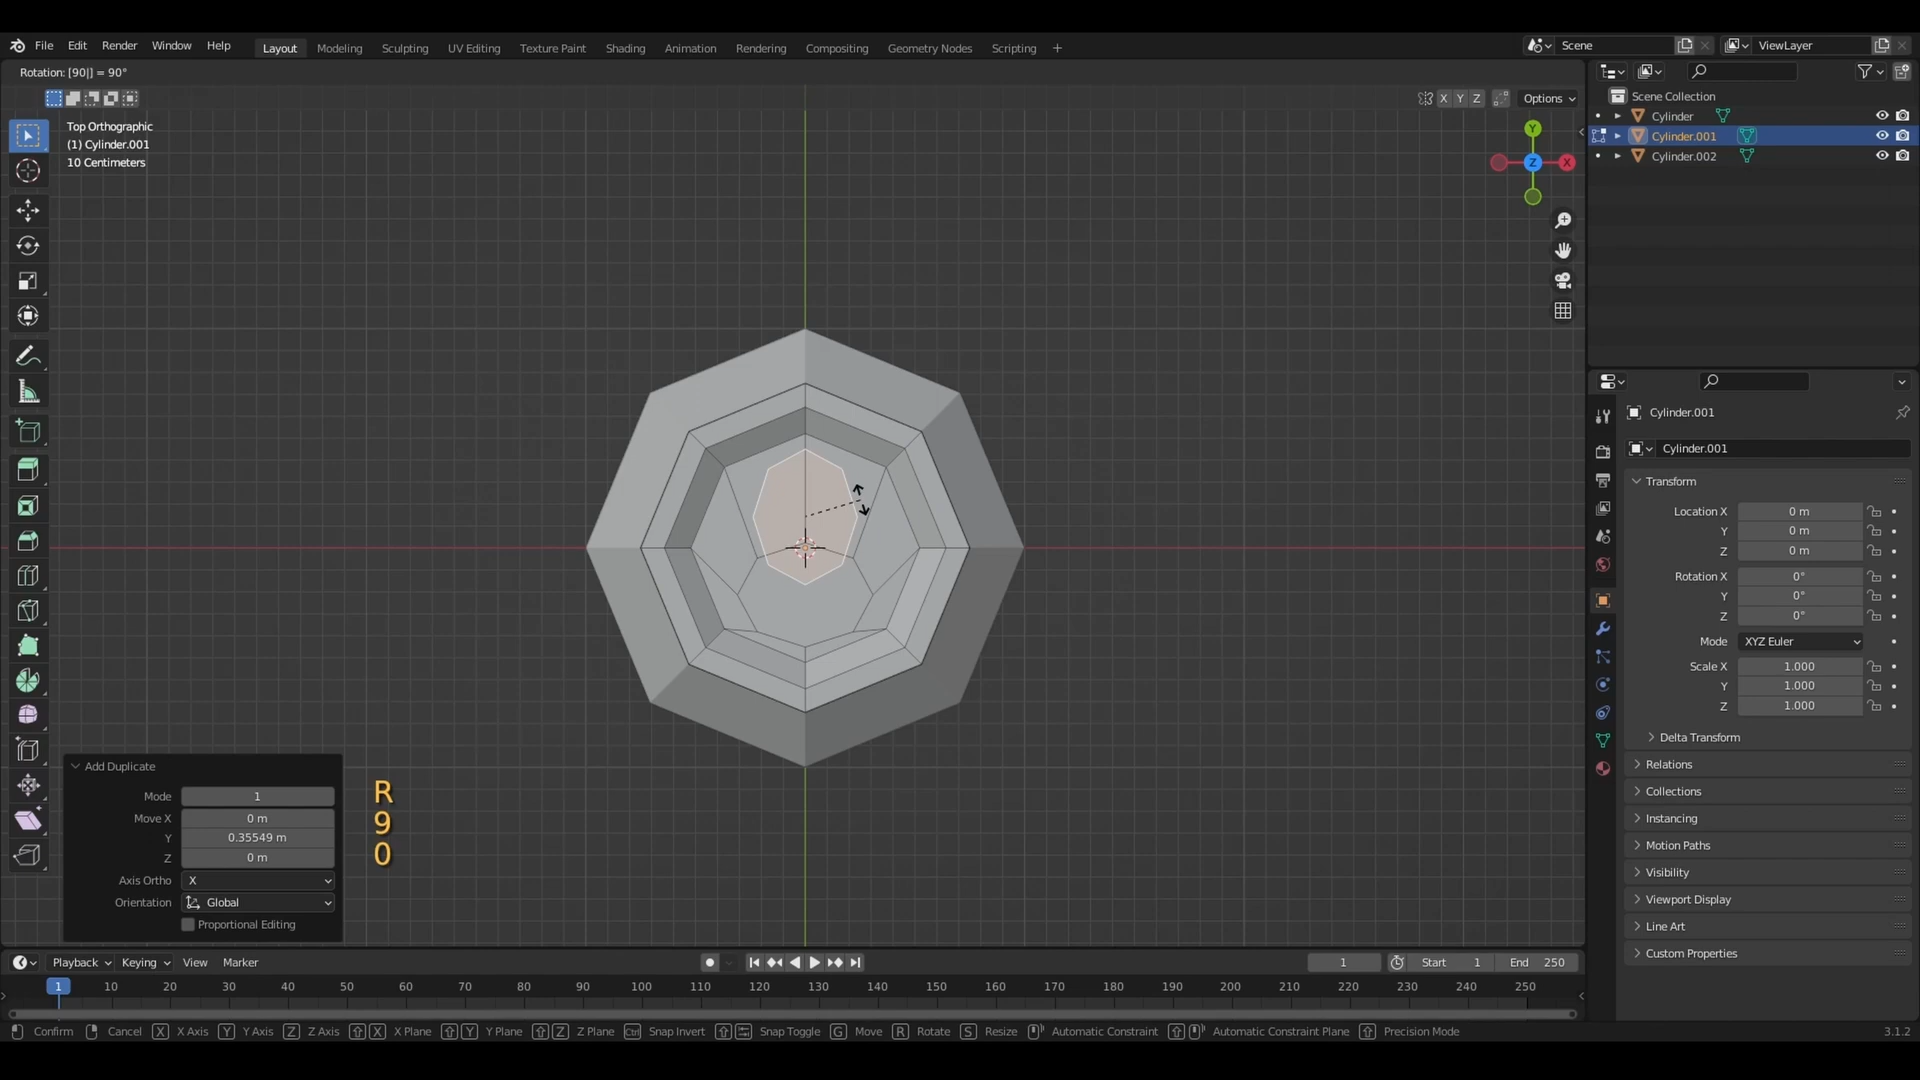 File Edit Render Window Help Layout Modeling Sculpting UV Editing Texture Paint Shading Animation Rendering Compositing Geometry Nodes Scripting + Scene ViewLayer
Rotation: [90|] = 90°
X Y Z Options
Top Orthographic
(1) Cylinder.001
10 Centimeters
Y
Z X
Scene Collection
Cylinder
Cylinder.001
Cylinder.002
Cylinder.001
Cylinder.001
Transform
Location X 0 m
Y 0 m
Z 0 m
Rotation X 0°
Y 0°
Z 0°
Mode XYZ Euler
Scale X 1.000
Y 1.000
Z 1.000
Delta Transform
Relations
Collections
Instancing
Motion Paths
Visibility
Viewport Display
Line Art
Custom Properties
Add Duplicate
Mode 1
Move X 0 m
Y 0.35549 m
Z 0 m
Axis Ortho X
Orientation Global
Proportional Editing
R
9
0
Playback Keying View Marker 1 Start 1 End 250
1 10 20 30 40 50 60 70 80 90 100 110 120 130 140 150 160 170 180 190 200 210 220 230 240 250
Confirm Cancel X X Axis Y Y Axis Z Z Axis X X Plane Y Y Plane Z Z Plane Ctrl Snap Invert Snap Toggle G Move R Rotate S Resize Automatic Constraint Automatic Constraint Plane Precision Mode 3.1.2